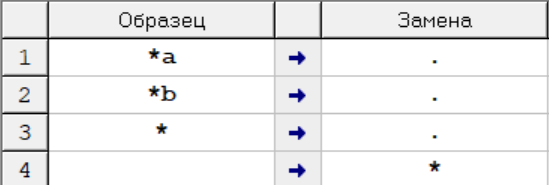 Образец Замена
1 *a → .
2 *b → .
3 * → .
4 → *